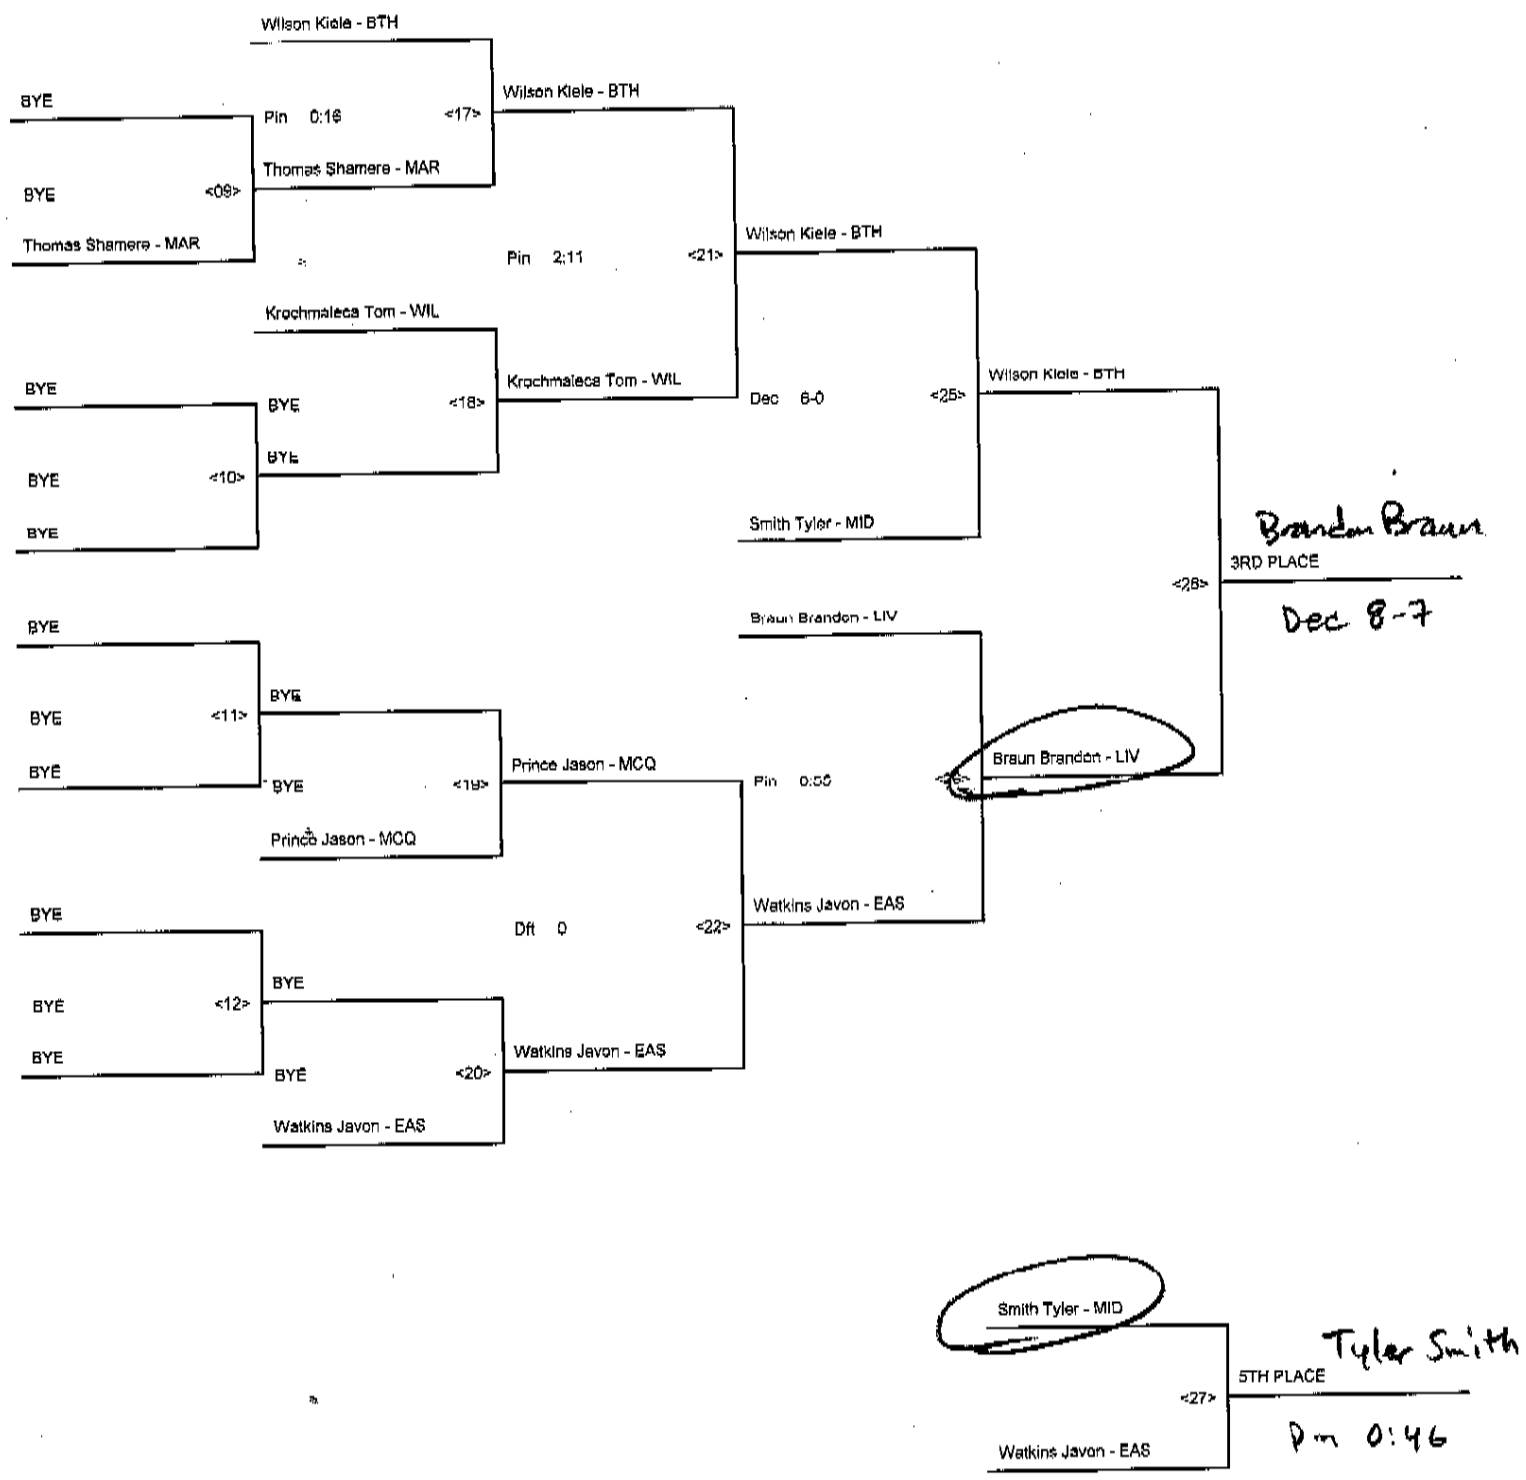 Wilson Kiele - BTH
BYE
Pin 0:16 <17>
Wilson Kiele - BTH
Thomas Shamere - MAR
BYE <09>
Thomas Shamere - MAR
Pin 2:11 <21>
Wilson Kiele - BTH
Krochmaleca Tom - WIL
BYE
BYE <18>
Krochmaleca Tom - WIL
BYE
BYE <10>
BYE
Dec 6-0 <25>
Wilson Kiele - BTH
Smith Tyler - MID
Brandon Braun
3RD PLACE
<28>
Dec 8-7
Braun Brandon - LIV
BYE
BYE
BYE <11>
BYE
BYE <19>
Prince Jason - MCQ
Prince Jason - MCQ
Pin
Braun Brandon - LIV
BYE
Dft 0 <22>
Watkins Javon - EAS
BYE
BYE <12>
BYE
BYE <20>
Watkins Javon - EAS
Watkins Javon - EAS
Smith Tyler - MID
Tyler Smith
5TH PLACE
<27>
Pin 0:46
Watkins Javon - EAS